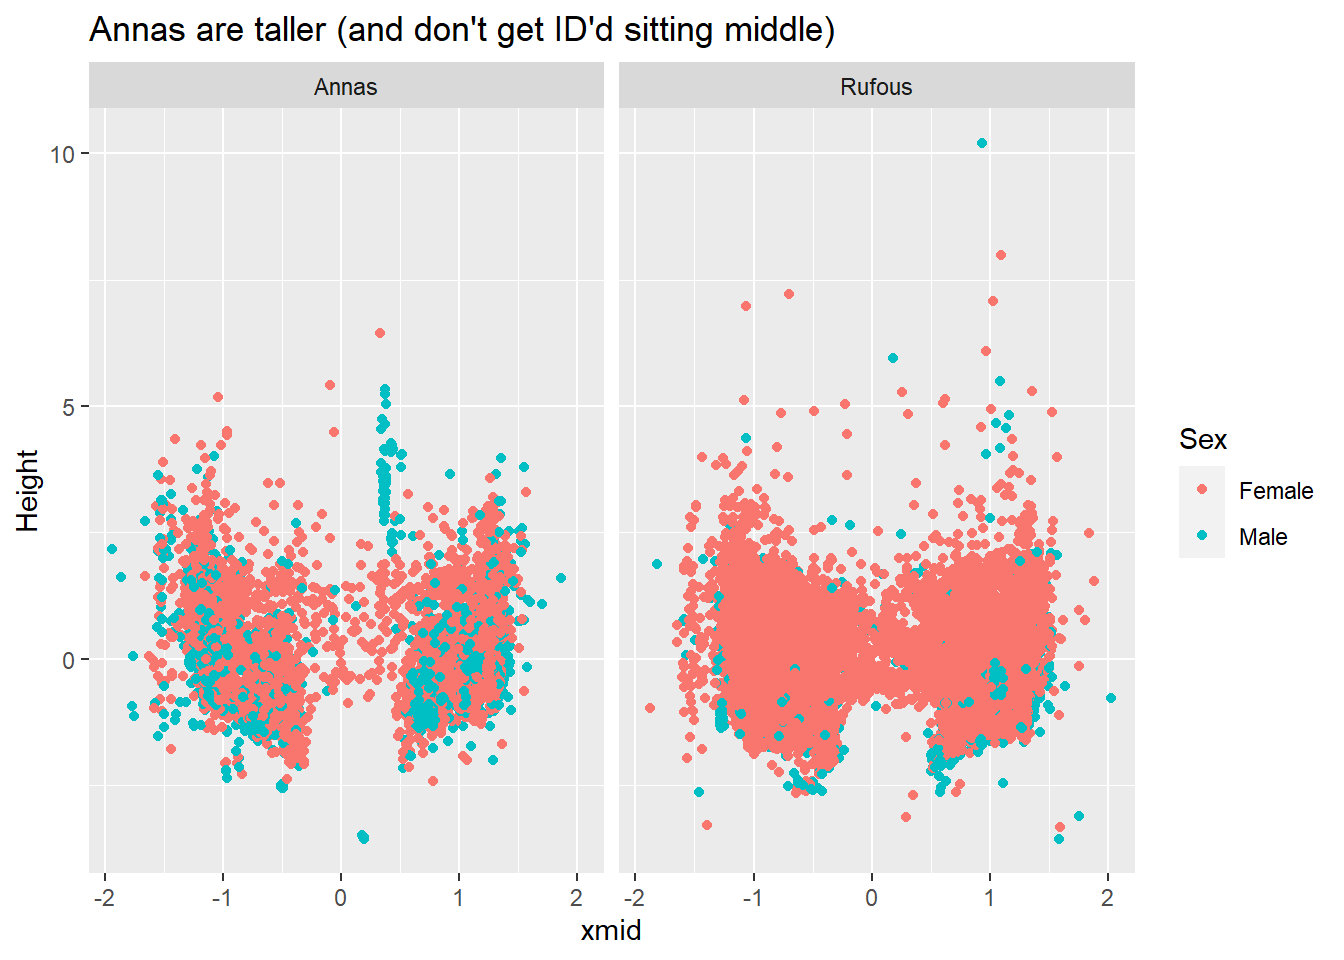 Annas are taller (and don't get ID'd sitting middle)
Annas
Rufous
10
5
0
Height
-2
-1
0
1
2
-2
-1
0
1
2
xmid
Sex
Female
Male